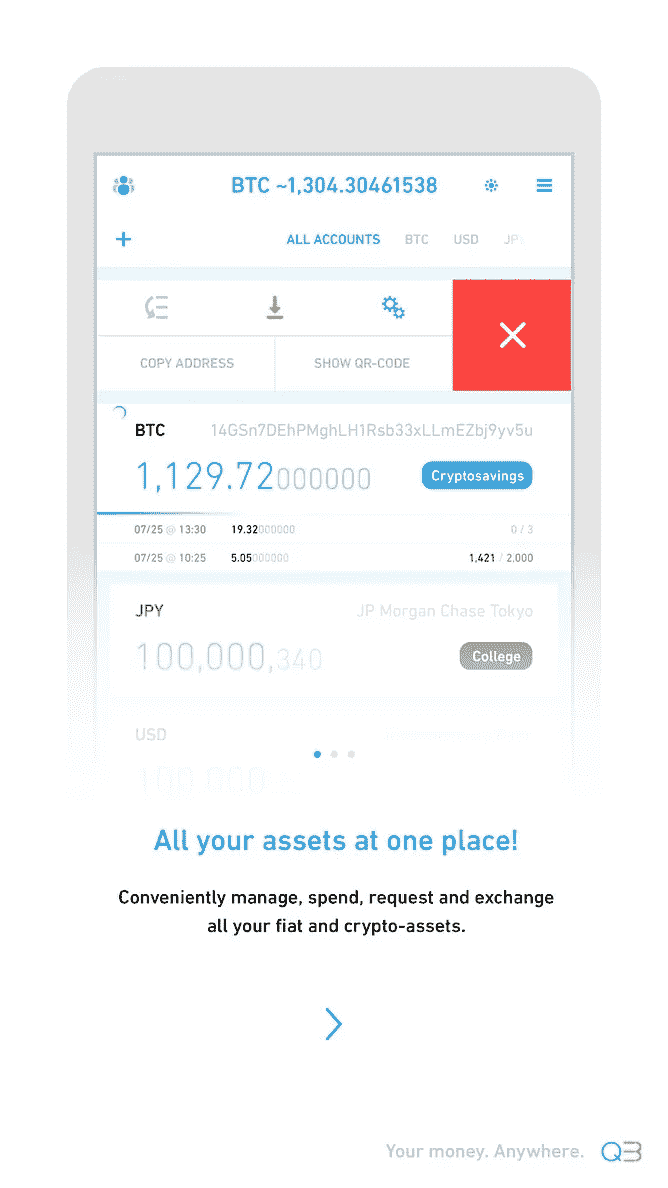 BTC ~1,304.30461538
ALL ACCOUNTS BTC USD JP
COPY ADDRESS SHOW QR-CODE
BTC 14GSn7DEhPMghLH1Rsb33xLLmEZbj9yv5u
1,129.72000000 Cryptosavings
07/25 @ 13:30 19.32000000 0 / 3
07/25 @ 10:25 5.05000000 1,421 / 2,000
JPY JP Morgan Chase Tokyo
100,000,340 College
USD
100,000
All your assets at one place!
Conveniently manage, spend, request and exchange
all your fiat and crypto-assets.
Your money. Anywhere. QB